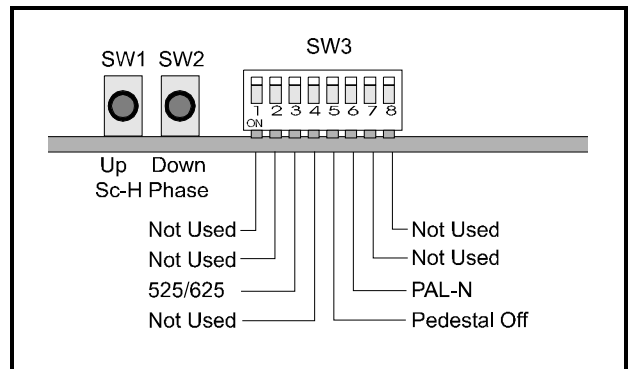 SW1 SW2
SW3
1 2 3 4 5 6 7 8
ON
Up Down
Sc-H Phase
Not Used
Not Used
525/625
Not Used
Not Used
Not Used
PAL-N
Pedestal Off